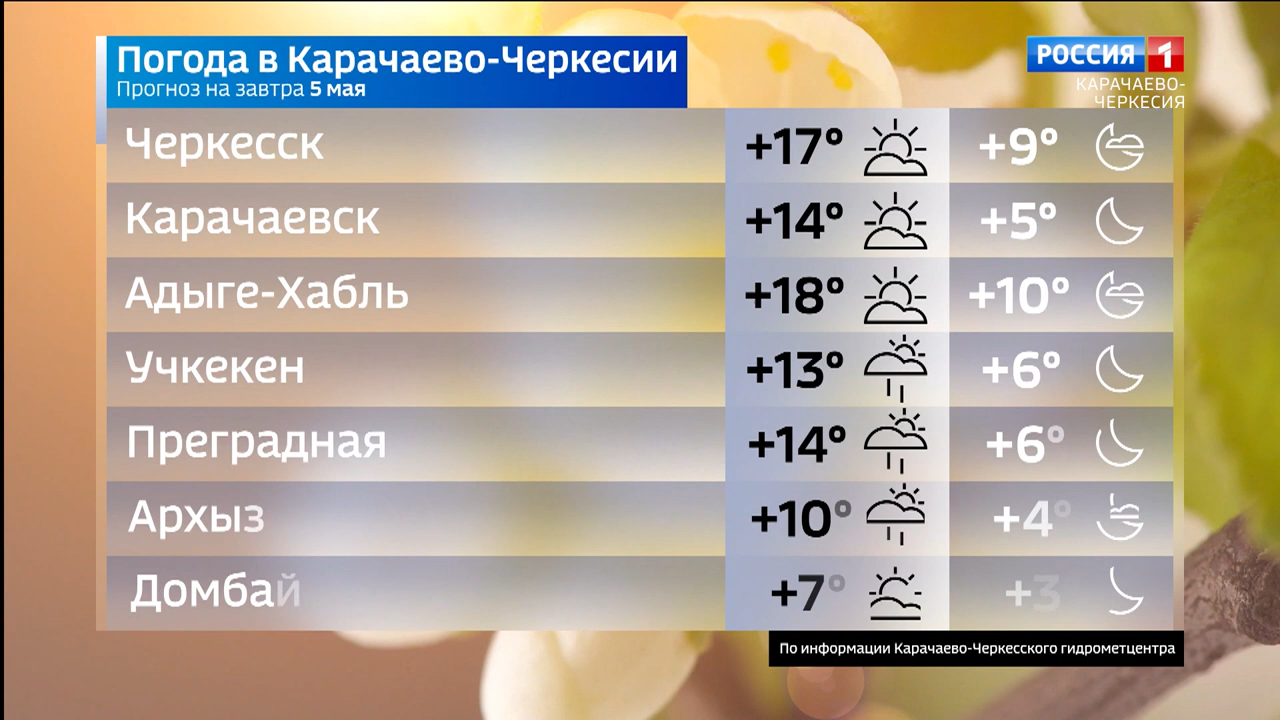 Погода в Карачаево-Черкесии
Прогноз на завтра 5 мая
РОССИЯ 1
КАРАЧАЕВО-
ЧЕРКЕСИЯ
Черкесск +17° +9°
Карачаевск +14° +5°
Адыге-Хабль +18° +10°
Учкекен +13° +6°
Преградная +14° +6°
Архыз +10° +4°
Домбай +7° +3
По информации Карачаево-Черкесского гидрометцентра